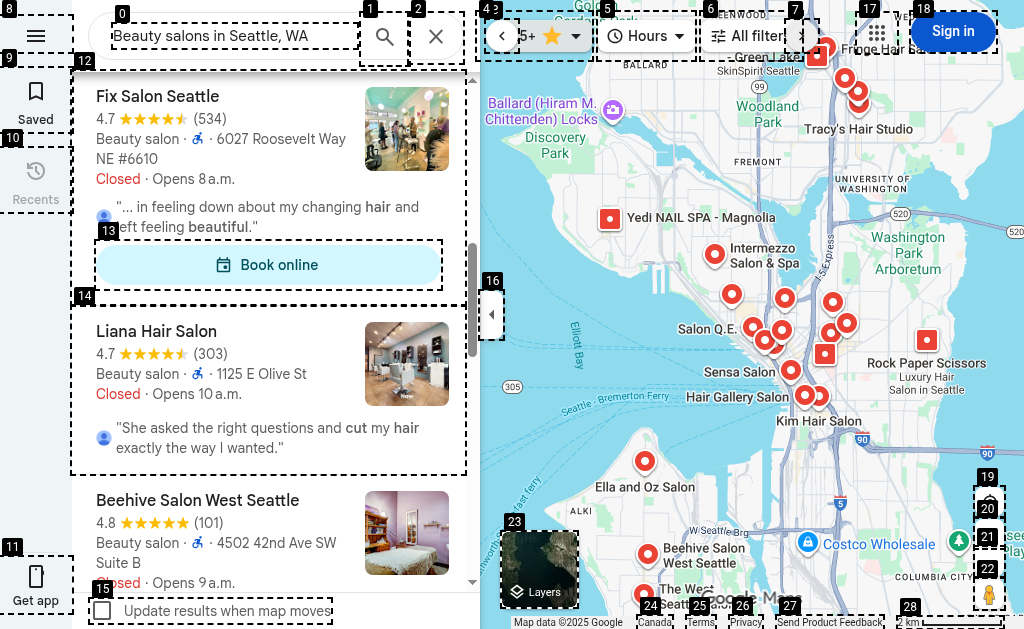 Beauty salons in Seattle, WA
Saved
Recents
Get app
Fix Salon Seattle
4.7 (534)
Beauty salon · 6027 Roosevelt Way
NE #6610
Closed · Opens 8 a.m.
"... in feeling down about my changing hair and
left feeling beautiful."
Book online
Liana Hair Salon
4.7 (303)
Beauty salon · 1125 E Olive St
Closed · Opens 10 a.m.
"She asked the right questions and cut my hair
exactly the way I wanted."
Beehive Salon West Seattle
4.8 (101)
Beauty salon · 4502 42nd Ave SW
Suite B
Closed · Opens 9 a.m.
Update results when map moves
5+
Hours
All filter
Sign in
BALLARD
Green Lake
SkinSpirit Seattle
Fringe Hair
99
Ballard (Hiram M.
Chittenden) Locks
Woodland
Park
Tracy's Hair Studio
Discovery
Park
FREMONT
UNIVERSITY OF
WASHINGTON
Yedi NAIL SPA - Magnolia
520
520
Intermezzo
Salon & Spa
I-5 Express
Washington
Park
Arboretum
Salon Q.E.
Elliott Bay
Sensa Salon
Rock Paper Scissors
Luxury Hair
Salon in Seattle
305
Seattle - Bremerton Ferry
Hair Gallery Salon
Kim Hair Salon
90
90
Ella and Oz Salon
fast ferry
ALKI
5
W Seattle Brg
Costco Wholesale
Beehive Salon
West Seattle
COLUMBIA CITY
The West
Layers
Google Maps
Map data ©2025 Google
Canada
Terms
Privacy
Send Product Feedback
2 km
0
1
2
4
5
6
7
8
9
10
11
12
13
14
15
16
17
18
19
20
21
22
23
24
25
26
27
28